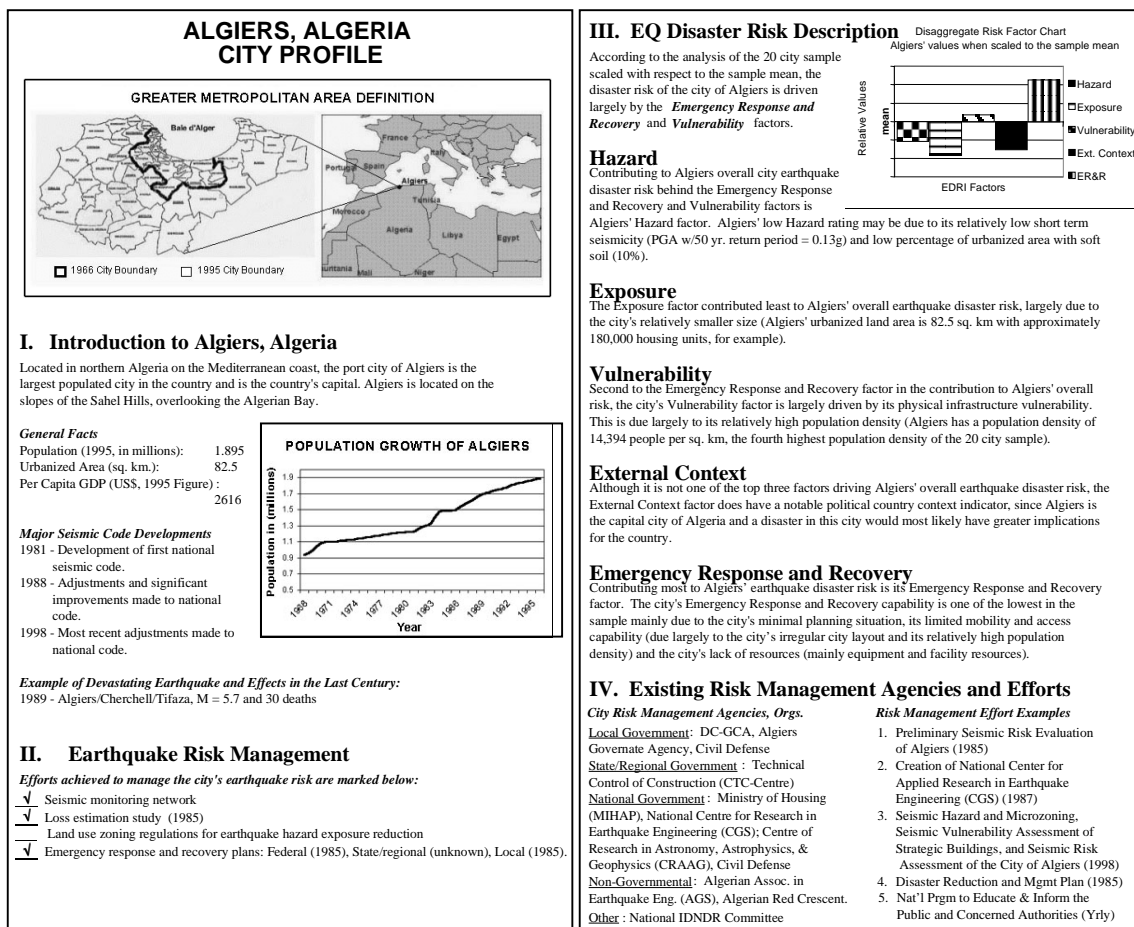 ALGIERS, ALGERIA
CITY PROFILE
GREATER METROPOLITAN AREA DEFINITION
Baie d'Alger
1966 City Boundary
1995 City Boundary
France
Portugal
Spain
Italy
Algiers
Tunisia
Morocco
Algeria
Libya
Egypt
uritania
Mali
Niger
I. Introduction to Algiers, Algeria
Located in northern Algeria on the Mediterranean coast, the port city of Algiers is the
largest populated city in the country and is the country's capital. Algiers is located on the
slopes of the Sahel Hills, overlooking the Algerian Bay.
General Facts
Population (1995, in millions): 1.895
Urbanized Area (sq. km.): 82.5
Per Capita GDP (US$, 1995 Figure) :
2616
Major Seismic Code Developments
1981 - Development of first national
seismic code.
1988 - Adjustments and significant
improvements made to national
code.
1998 - Most recent adjustments made to
national code.
POPULATION GROWTH OF ALGIERS
Population in (millions)
1.9
1.7
1.5
1.3
1.1
0.9
0.7
0.5
1968 1971 1974 1977 1980 1983 1986 1989 1992 1995
Year
Example of Devastating Earthquake and Effects in the Last Century:
1989 - Algiers/Cherchell/Tifaza, M = 5.7 and 30 deaths
II. Earthquake Risk Management
Efforts achieved to manage the city's earthquake risk are marked below:
√ Seismic monitoring network
√ Loss estimation study (1985)
Land use zoning regulations for earthquake hazard exposure reduction
√ Emergency response and recovery plans: Federal (1985), State/regional (unknown), Local (1985).
III. EQ Disaster Risk Description
According to the analysis of the 20 city sample
scaled with respect to the sample mean, the
disaster risk of the city of Algiers is driven
largely by the Emergency Response and
Recovery and Vulnerability factors.
Disaggregate Risk Factor Chart
Algiers' values when scaled to the sample mean
Relative Values
mean
EDRI Factors
Hazard
Exposure
Vulnerability
Ext. Context
ER&R
Hazard
Contributing to Algiers overall city earthquake
disaster risk behind the Emergency Response
and Recovery and Vulnerability factors is
Algiers' Hazard factor. Algiers' low Hazard rating may be due to its relatively low short term
seismicity (PGA w/50 yr. return period = 0.13g) and low percentage of urbanized area with soft
soil (10%).
Exposure
The Exposure factor contributed least to Algiers' overall earthquake disaster risk, largely due to
the city's relatively smaller size (Algiers' urbanized land area is 82.5 sq. km with approximately
180,000 housing units, for example).
Vulnerability
Second to the Emergency Response and Recovery factor in the contribution to Algiers' overall
risk, the city's Vulnerability factor is largely driven by its physical infrastructure vulnerability.
This is due largely to its relatively high population density (Algiers has a population density of
14,394 people per sq. km, the fourth highest population density of the 20 city sample).
External Context
Although it is not one of the top three factors driving Algiers' overall earthquake disaster risk, the
External Context factor does have a notable political country context indicator, since Algiers is
the capital city of Algeria and a disaster in this city would most likely have greater implications
for the country.
Emergency Response and Recovery
Contributing most to Algiers' earthquake disaster risk is its Emergency Response and Recovery
factor. The city's Emergency Response and Recovery capability is one of the lowest in the
sample mainly due to the city's minimal planning situation, its limited mobility and access
capability (due largely to the city's irregular city layout and its relatively high population
density) and the city's lack of resources (mainly equipment and facility resources).
IV. Existing Risk Management Agencies and Efforts
City Risk Management Agencies, Orgs.
Local Government: DC-GCA, Algiers
Governate Agency, Civil Defense
State/Regional Government : Technical
Control of Construction (CTC-Centre)
National Government : Ministry of Housing
(MIHAP), National Centre for Research in
Earthquake Engineering (CGS); Centre of
Research in Astronomy, Astrophysics, &
Geophysics (CRAAG), Civil Defense
Non-Governmental: Algerian Assoc. in
Earthquake Eng. (AGS), Algerian Red Crescent.
Other : National IDNDR Committee
Risk Management Effort Examples
1. Preliminary Seismic Risk Evaluation
of Algiers (1985)
2. Creation of National Center for
Applied Research in Earthquake
Engineering (CGS) (1987)
3. Seismic Hazard and Microzoning,
Seismic Vulnerability Assessment of
Strategic Buildings, and Seismic Risk
Assessment of the City of Algiers (1998)
4. Disaster Reduction and Mgmt Plan (1985)
5. Nat'l Prgm to Educate & Inform the
Public and Concerned Authorities (Yrly)